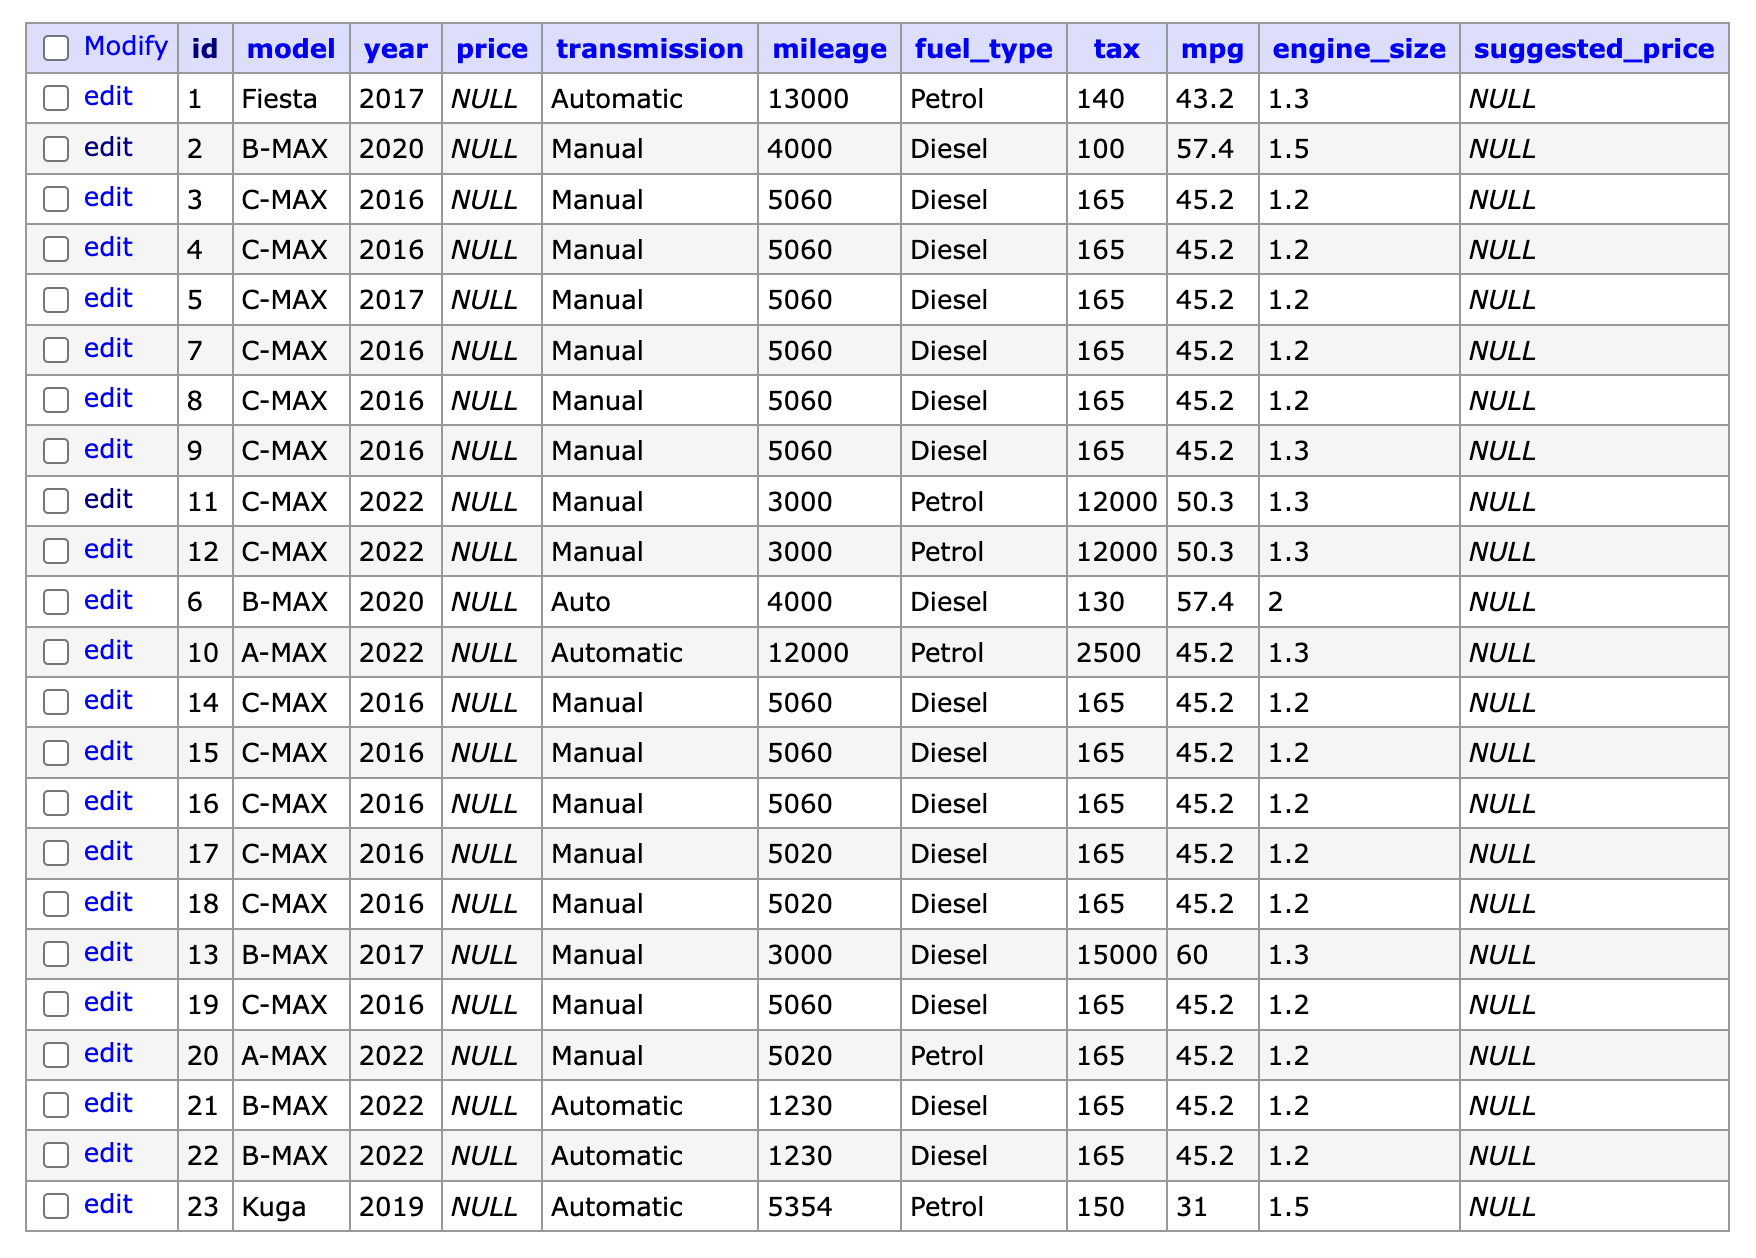 Modify id model year price transmission mileage fuel_type tax mpg engine_size suggested_price
edit 1 Fiesta 2017 NULL Automatic 13000 Petrol 140 43.2 1.3 NULL
edit 2 B-MAX 2020 NULL Manual 4000 Diesel 100 57.4 1.5 NULL
edit 3 C-MAX 2016 NULL Manual 5060 Diesel 165 45.2 1.2 NULL
edit 4 C-MAX 2016 NULL Manual 5060 Diesel 165 45.2 1.2 NULL
edit 5 C-MAX 2017 NULL Manual 5060 Diesel 165 45.2 1.2 NULL
edit 7 C-MAX 2016 NULL Manual 5060 Diesel 165 45.2 1.2 NULL
edit 8 C-MAX 2016 NULL Manual 5060 Diesel 165 45.2 1.2 NULL
edit 9 C-MAX 2016 NULL Manual 5060 Diesel 165 45.2 1.3 NULL
edit 11 C-MAX 2022 NULL Manual 3000 Petrol 12000 50.3 1.3 NULL
edit 12 C-MAX 2022 NULL Manual 3000 Petrol 12000 50.3 1.3 NULL
edit 6 B-MAX 2020 NULL Auto 4000 Diesel 130 57.4 2 NULL
edit 10 A-MAX 2022 NULL Automatic 12000 Petrol 2500 45.2 1.3 NULL
edit 14 C-MAX 2016 NULL Manual 5060 Diesel 165 45.2 1.2 NULL
edit 15 C-MAX 2016 NULL Manual 5060 Diesel 165 45.2 1.2 NULL
edit 16 C-MAX 2016 NULL Manual 5060 Diesel 165 45.2 1.2 NULL
edit 17 C-MAX 2016 NULL Manual 5020 Diesel 165 45.2 1.2 NULL
edit 18 C-MAX 2016 NULL Manual 5020 Diesel 165 45.2 1.2 NULL
edit 13 B-MAX 2017 NULL Manual 3000 Diesel 15000 60 1.3 NULL
edit 19 C-MAX 2016 NULL Manual 5060 Diesel 165 45.2 1.2 NULL
edit 20 A-MAX 2022 NULL Manual 5020 Petrol 165 45.2 1.2 NULL
edit 21 B-MAX 2022 NULL Automatic 1230 Diesel 165 45.2 1.2 NULL
edit 22 B-MAX 2022 NULL Automatic 1230 Diesel 165 45.2 1.2 NULL
edit 23 Kuga 2019 NULL Automatic 5354 Petrol 150 31 1.5 NULL